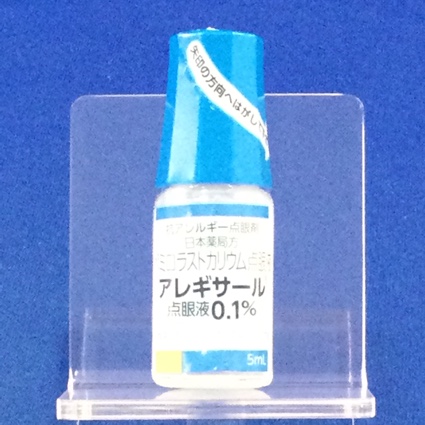 矢印の方向へはがして
抗アレルギー点眼剤
日本薬局方
ペミロラストカリウム点眼液
アレギサール
点眼液0.1%
5mL